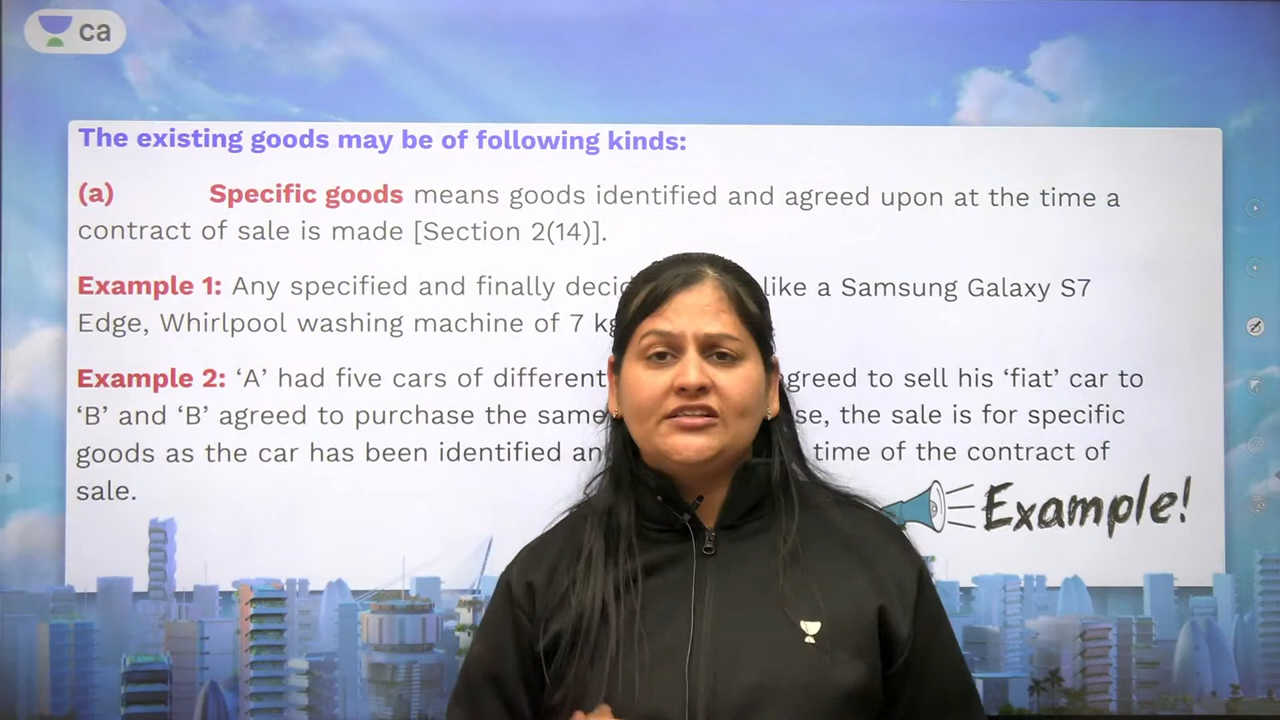 ca
The existing goods may be of following kinds:
(a) Specific goods means goods identified and agreed upon at the time a
contract of sale is made [Section 2(14)].
Example 1: Any specified and finally like a Samsung Galaxy S7
Edge, Whirlpool washing machine of 7
Example 2: ‘A’ had five cars of different to sell his ‘fiat’ car to
‘B’ and ‘B’ agreed to purchase the same the sale is for specific
goods as the car has been identified time of the contract of
sale.
Example!